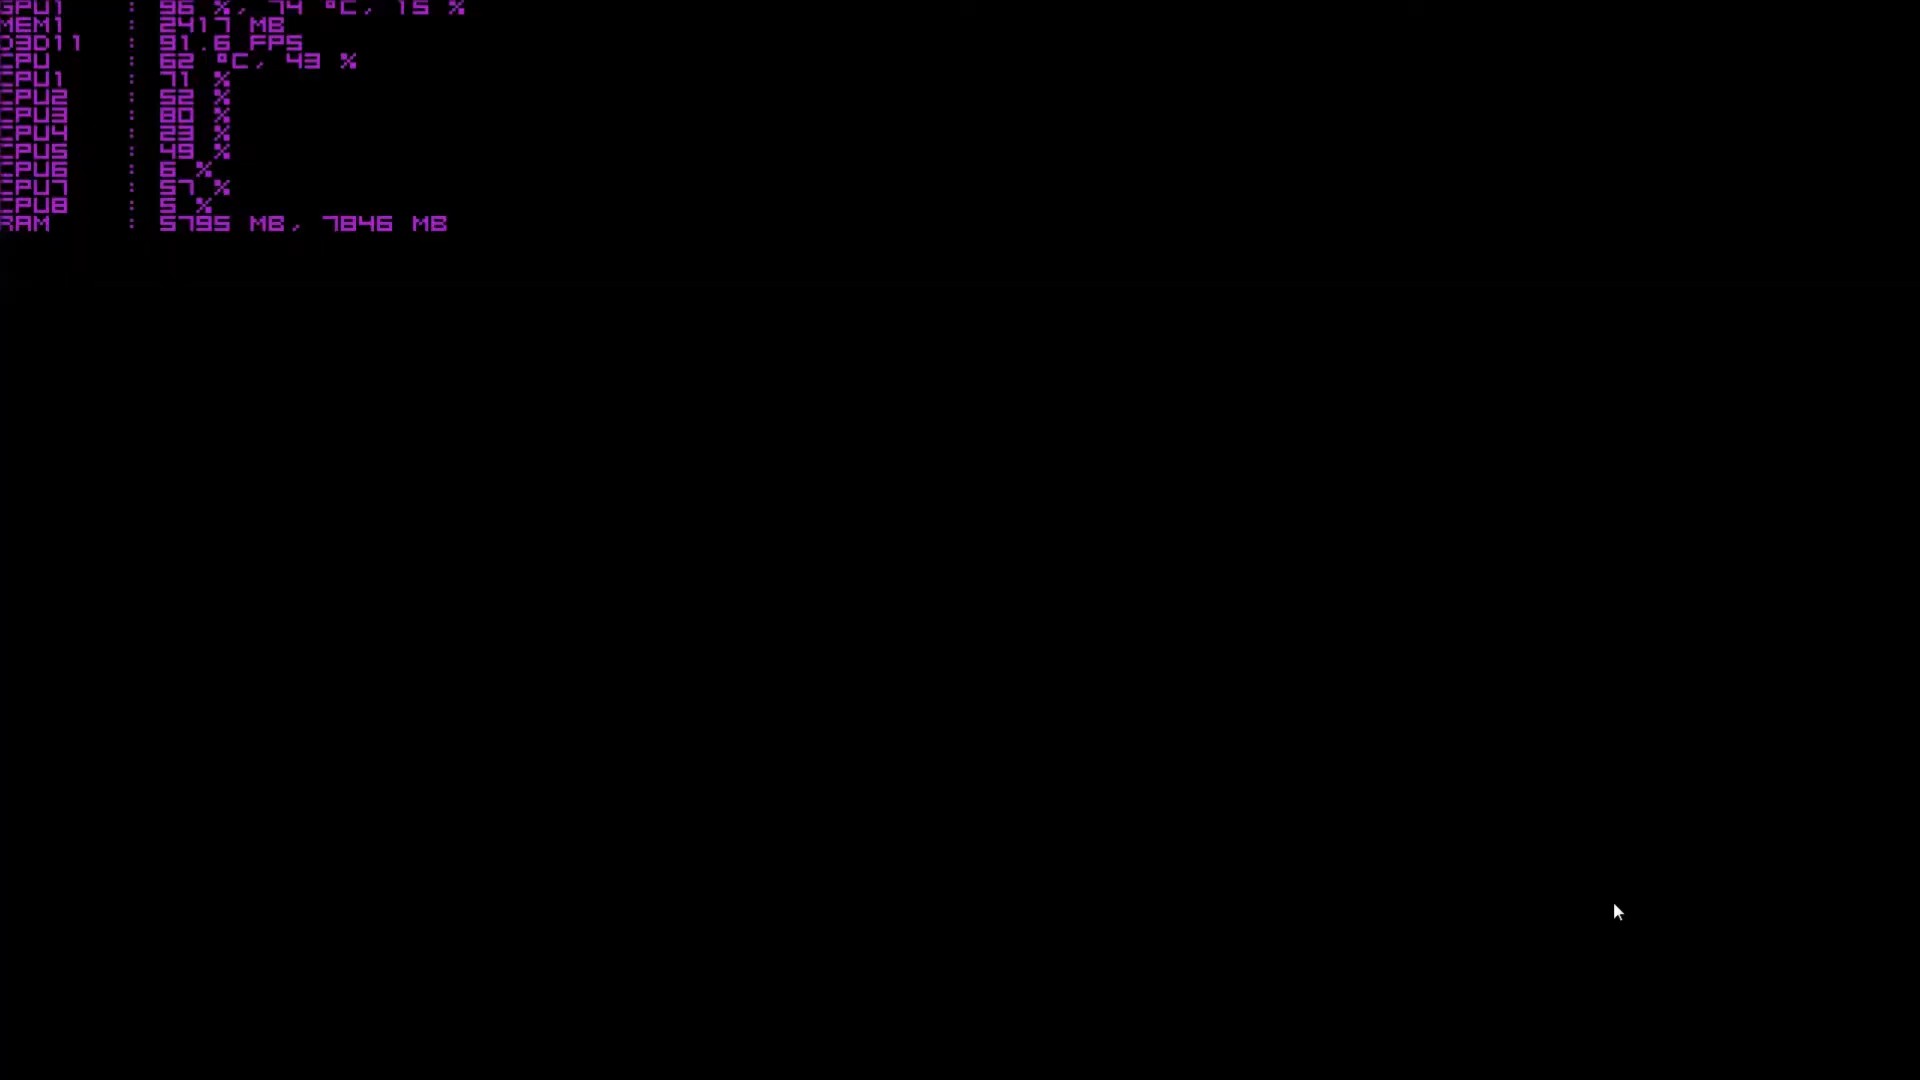 GPU1 : 96 %, 74 °C, 15 %
MEM1 : 2417 MB
D3D11 : 91.6 FPS
CPU : 62 °C, 43 %
CPU1 : 71 %
CPU2 : 52 %
CPU3 : 80 %
CPU4 : 23 %
CPU5 : 49 %
CPU6 : 6 %
CPU7 : 57 %
CPU8 : 5 %
RAM : 5795 MB, 7846 MB